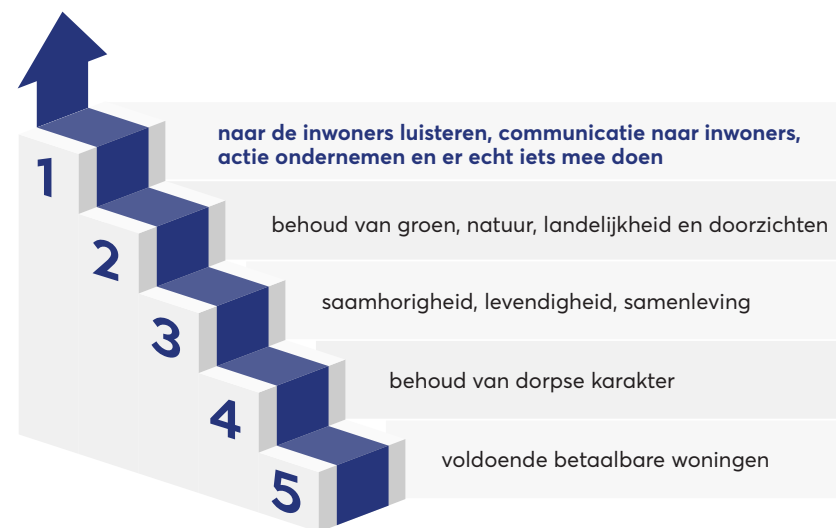 1
naar de inwoners luisteren, communicatie naar inwoners,
actie ondernemen en er echt iets mee doen
2
behoud van groen, natuur, landelijkheid en doorzichten
3
saamhorigheid, levendigheid, samenleving
4
behoud van dorpse karakter
5
voldoende betaalbare woningen